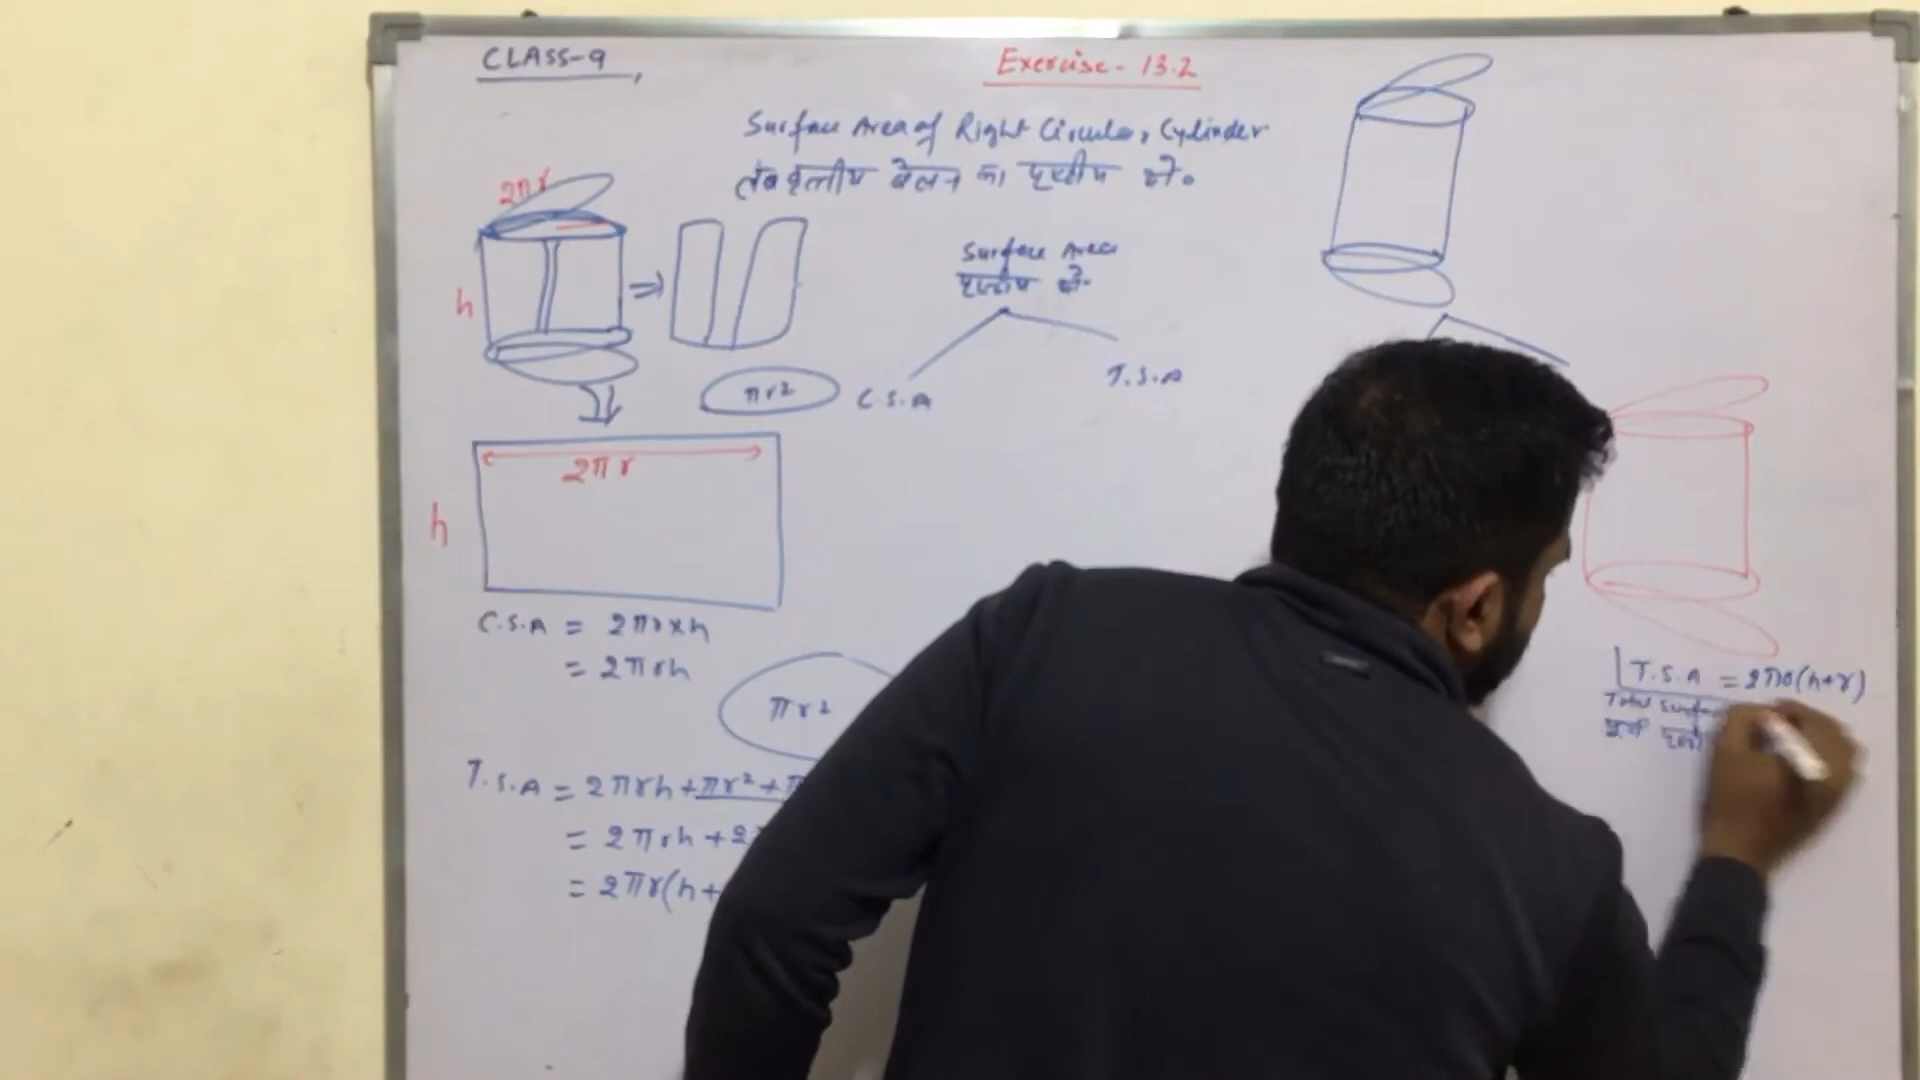 CLASS-9
Exercise - 13.2
Surface Area of Right Circular Cylinder
लंब वृत्तीय बेलन का पृष्ठीय क्षे०
2πr
h
Surface Area
पृष्ठीय क्षे०
C.S.A
T.S.A
πr²
2πr
h
C.S.A = 2πr×h
= 2πrh
πr²
T.S.A = 2πrh+πr²+π
= 2πrh+2
= 2πr(h+
T.S.A = 2πr(h+r)
Total Surface